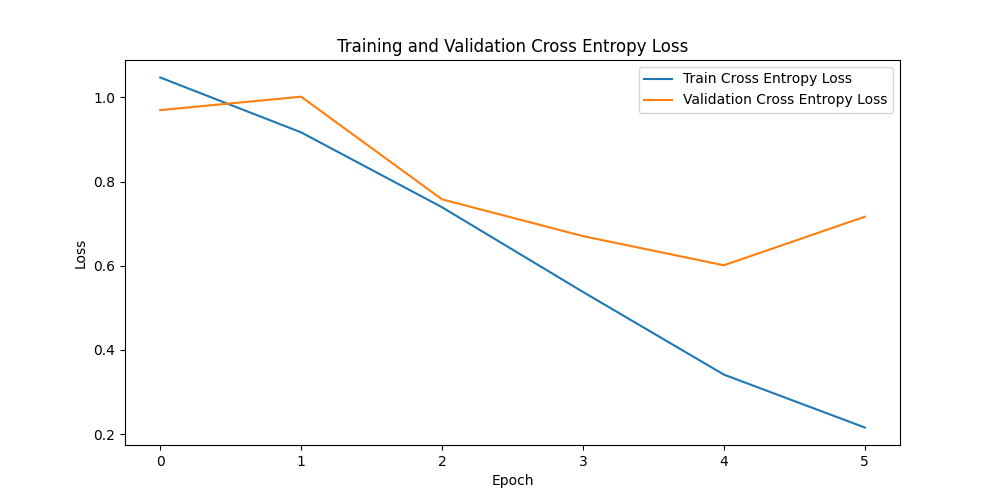 Training and Validation Cross Entropy Loss
Train Cross Entropy Loss
Validation Cross Entropy Loss
Loss
1.0
0.8
0.6
0.4
0.2
0 1 2 3 4 5
Epoch